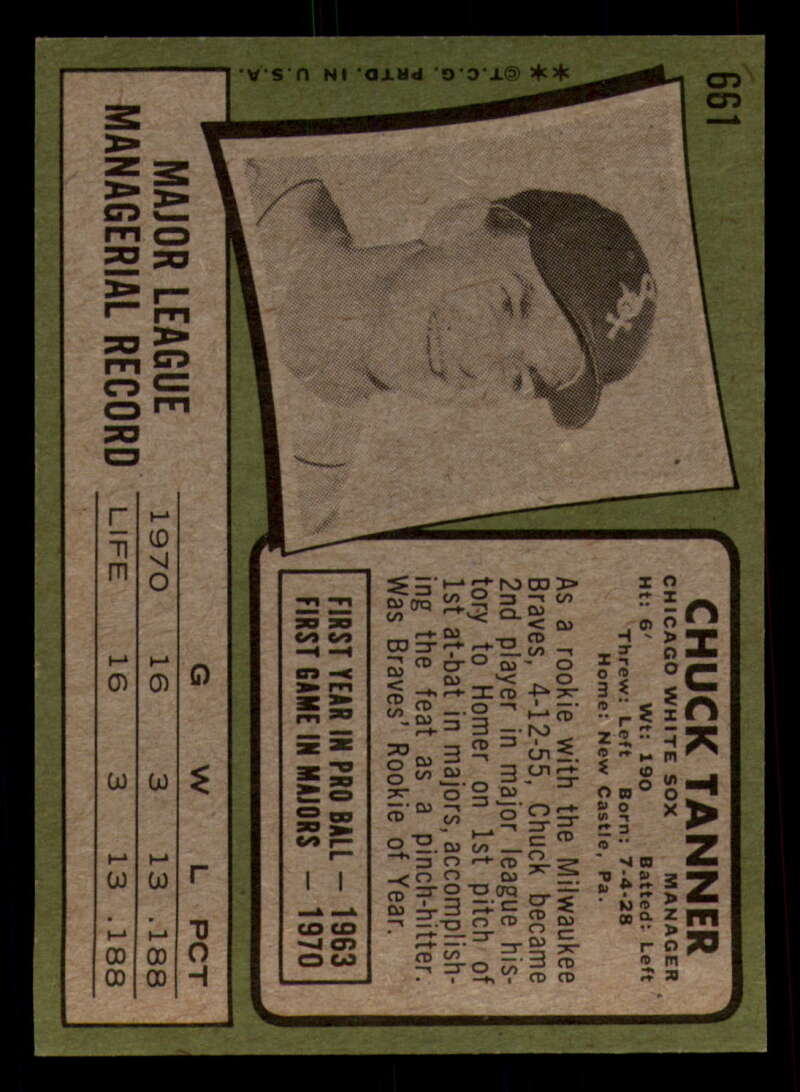 661
** ©T.C.G. PRTD. IN U.S.A.
CHUCK TANNER
CHICAGO WHITE SOX MANAGER
Ht: 6' Wt: 190 Batted: Left
Threw: Left Born: 7-4-28
Home: New Castle, Pa.
As a rookie with the Milwaukee
Braves, 4-12-55, Chuck became
2nd player in major league his-
tory to Homer on 1st pitch of
1st at-bat in majors, accomplish-
ing the feat as a pinch-hitter.
Was Braves' Rookie of Year.
FIRST YEAR IN PRO BALL — 1963
FIRST GAME IN MAJORS — 1970
MAJOR LEAGUE
MANAGERIAL RECORD
G W L PCT
1970 16 3 13 .188
LIFE 16 3 13 .188